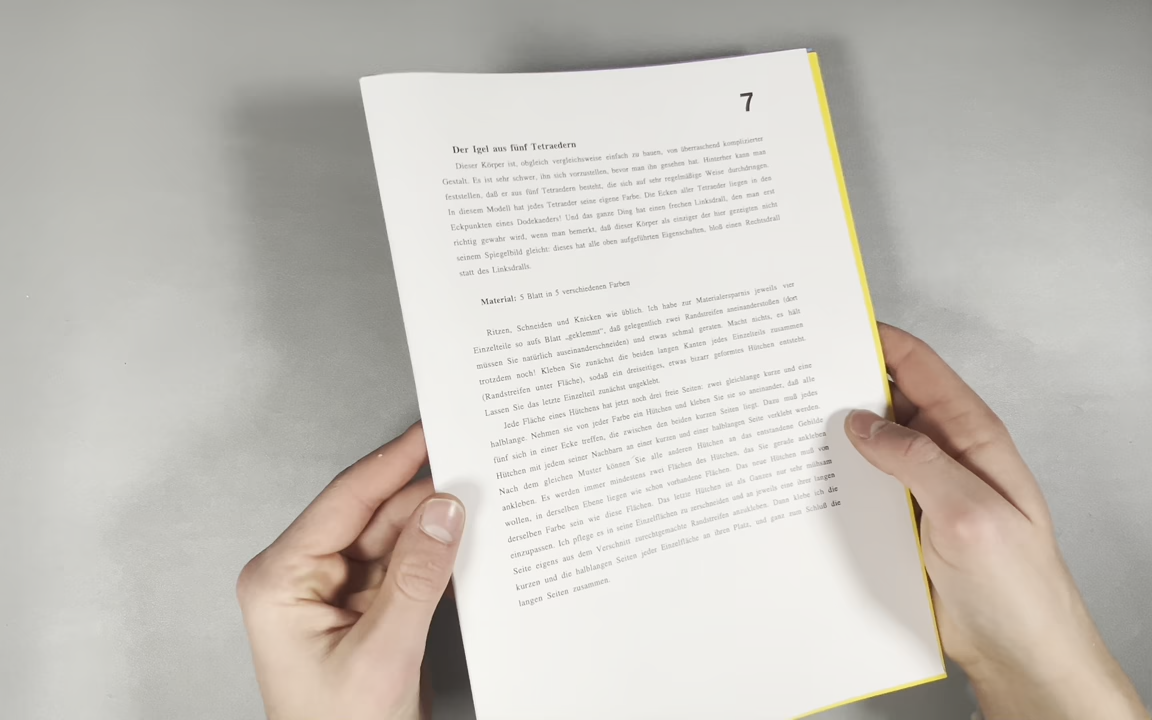 7
Der Igel aus fünf Tetraedern
Dieser Körper ist, obgleich vergleichsweise einfach zu bauen, von überraschend komplizierter
Gestalt. Es ist sehr schwer, ihn sich vorzustellen, bevor man ihn gesehen hat. Hinterher kann man
feststellen, daß er aus fünf Tetraedern besteht, die sich auf sehr regelmäßige Weise durchdringen.
In diesem Modell hat jedes Tetraeder seine eigene Farbe. Die Ecken aller Tetraeder liegen in den
Eckpunkten eines Dodekaeders! Und das ganze Ding hat einen frechen Linksdrall, den man erst
richtig gewahr wird, wenn man bemerkt, daß dieser Körper als einziger der hier gezeigten nicht
seinem Spiegelbild gleicht: dieses hat alle oben aufgeführten Eigenschaften, bloß einen Rechtsdrall
statt des Linksdralls.
Material: 5 Blatt in 5 verschiedenen Farben
Ritzen, Schneiden und Knicken wie üblich. Ich habe zur Materialersparnis jeweils vier
Einzelteile so aufs Blatt „geklemmt“, daß gelegentlich zwei Randstreifen aneinanderstoßen (dort
müssen Sie natürlich auseinanderschneiden) und etwas schmal geraten. Macht nichts, es hält
trotzdem noch! Kleben Sie zunächst die beiden langen Kanten jedes Einzelteils zusammen
(Randstreifen unter Fläche), sodaß ein dreiseitiges, etwas bizarr geformtes Hütchen entsteht.
Lassen Sie das letzte Einzelteil zunächst ungeklebt.
Jede Fläche eines Hütchens hat jetzt noch drei freie Seiten: zwei gleichlange kurze und eine
halblange. Nehmen sie von jeder Farbe ein Hütchen und kleben Sie sie so aneinander, daß alle
fünf sich in einer Ecke treffen, die zwischen den beiden kurzen Seiten liegt. Dazu muß jedes
Hütchen mit jedem seiner Nachbarn an einer kurzen und einer halblangen Seite verklebt werden.
Nach dem gleichen Muster können Sie alle anderen Hütchen an das entstandene Gebilde
ankleben. Es werden immer mindestens zwei Flächen des Hütchen, das Sie gerade ankleben
wollen, in derselben Ebene liegen wie schon vorhandene Flächen. Das neue Hütchen muß von
derselben Farbe sein wie diese Flächen. Das letzte Hütchen ist als Ganzes nur sehr mühsam
einzupassen. Ich pflege es in seine Einzelflächen zu zerschneiden und an jeweils eine ihrer langen
Seite eigens aus dem Verschnitt zurechtgemachte Randstreifen anzukleben. Dann klebe ich die
kurzen und die halblangen Seiten jeder Einzelfläche an ihren Platz, und ganz zum Schluß die
langen Seiten zusammen.